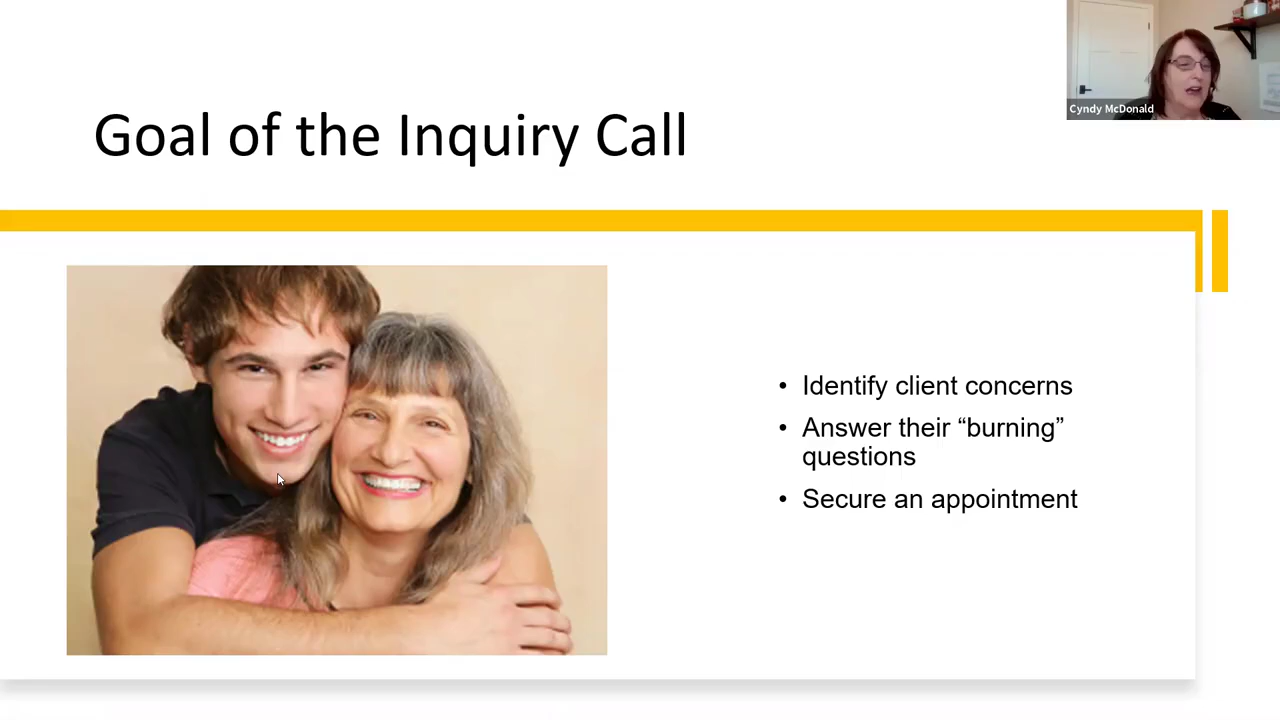 Cyndy McDonald
Goal of the Inquiry Call
• Identify client concerns
• Answer their “burning”
questions
• Secure an appointment